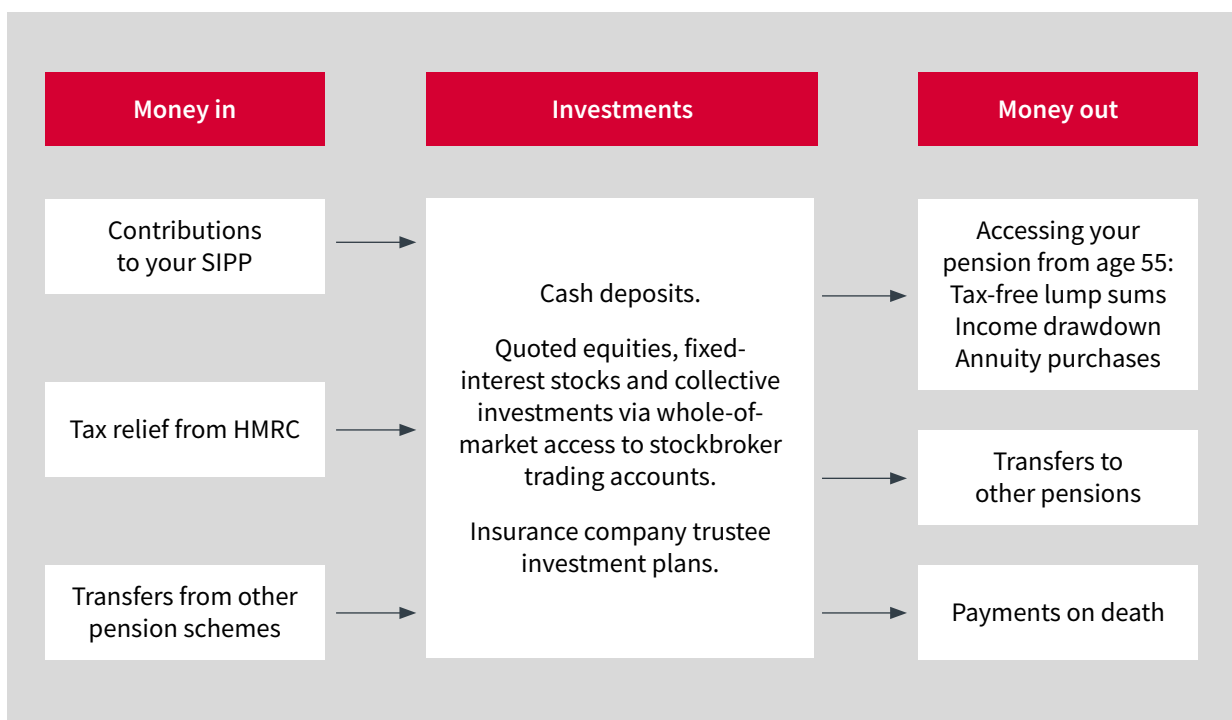 Money in
Investments
Money out
Contributions
to your SIPP
Tax relief from HMRC
Transfers from other
pension schemes
Cash deposits.
Quoted equities, fixed-
interest stocks and collective
investments via whole-of-
market access to stockbroker
trading accounts.
Insurance company trustee
investment plans.
Accessing your
pension from age 55:
Tax-free lump sums
Income drawdown
Annuity purchases
Transfers to
other pensions
Payments on death